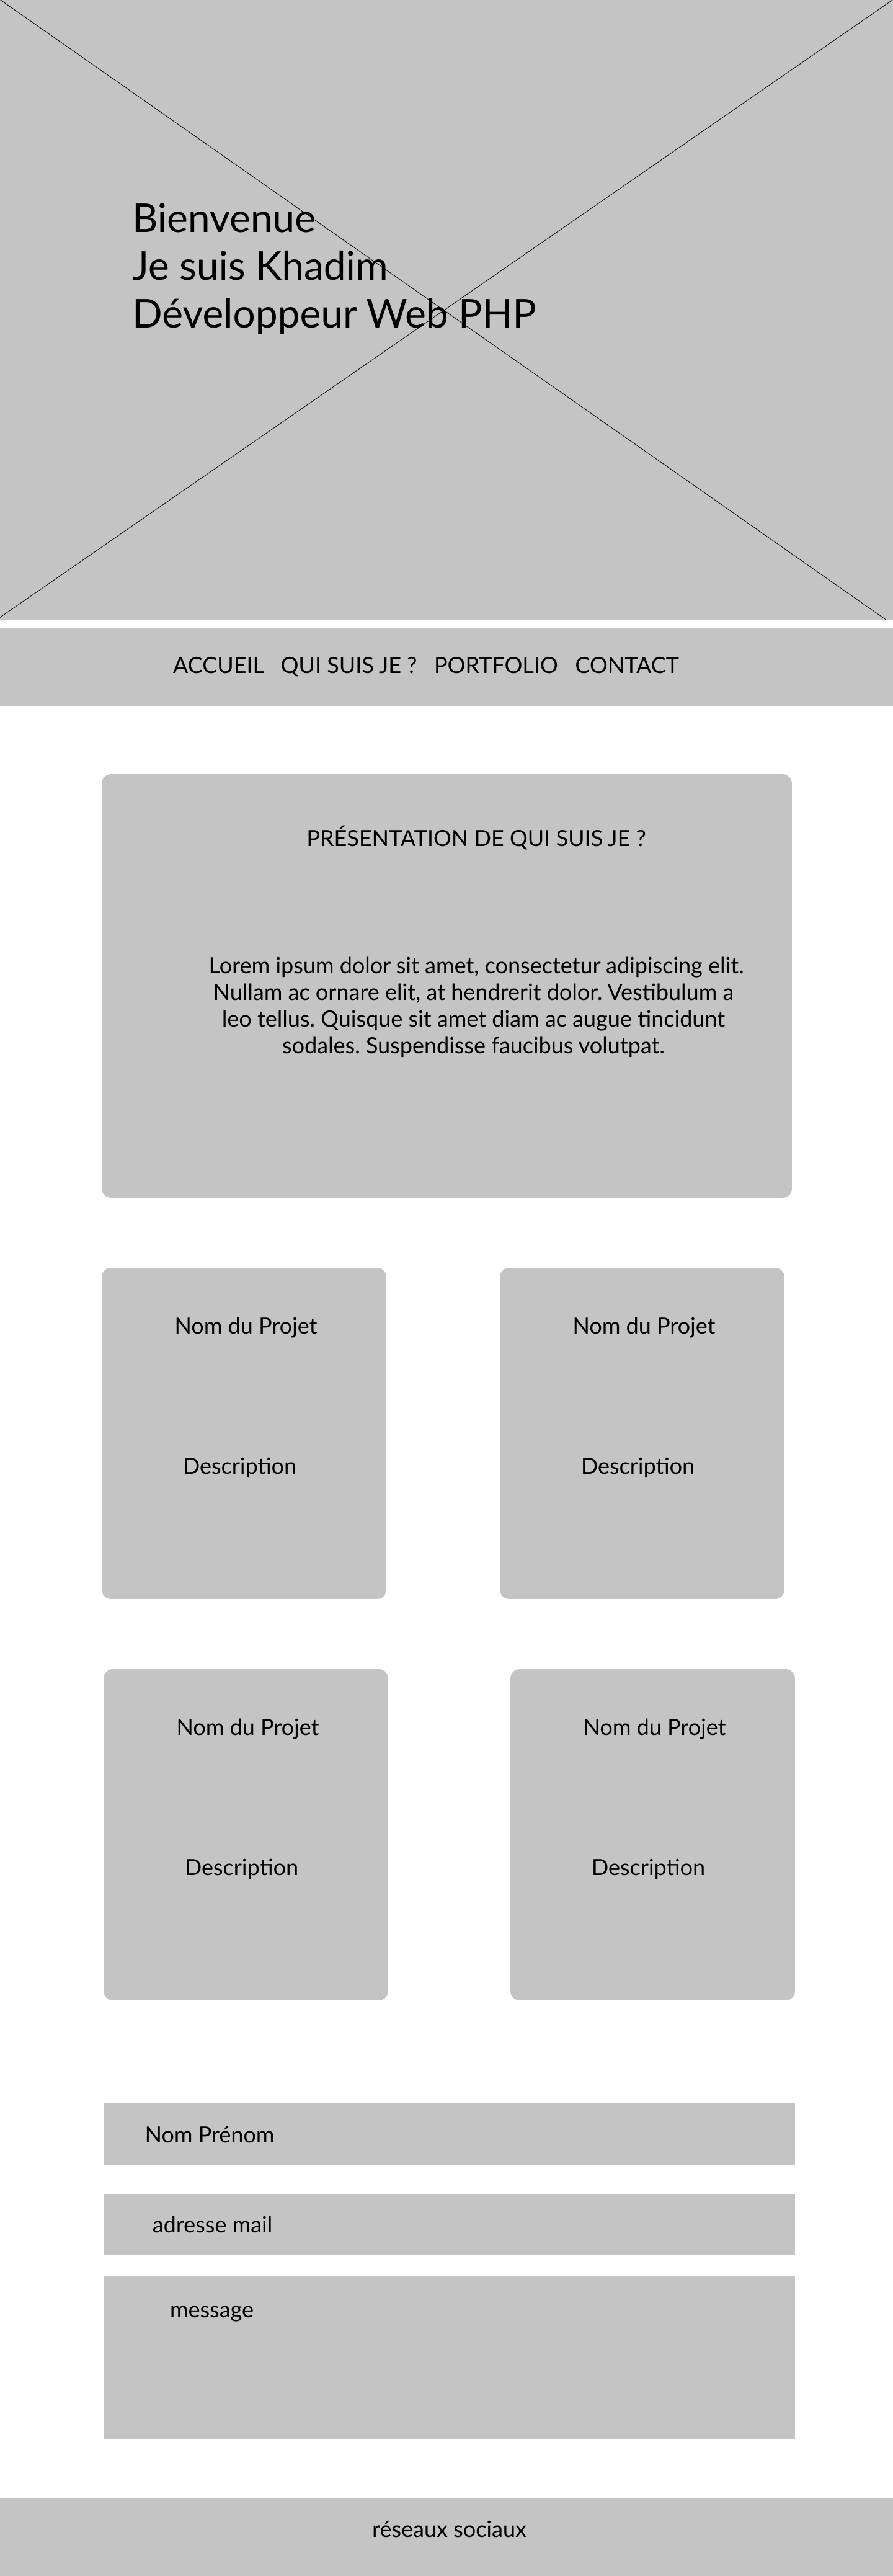 Bienvenue
Je suis Khadim
Développeur Web PHP
ACCUEIL QUI SUIS JE ? PORTFOLIO CONTACT
PRÉSENTATION DE QUI SUIS JE ?
Lorem ipsum dolor sit amet, consectetur adipiscing elit.
Nullam ac ornare elit, at hendrerit dolor. Vestibulum a
leo tellus. Quisque sit amet diam ac augue tincidunt
sodales. Suspendisse faucibus volutpat.
Nom du Projet
Description
Nom du Projet
Description
Nom du Projet
Description
Nom du Projet
Description
Nom Prénom
adresse mail
message
réseaux sociaux